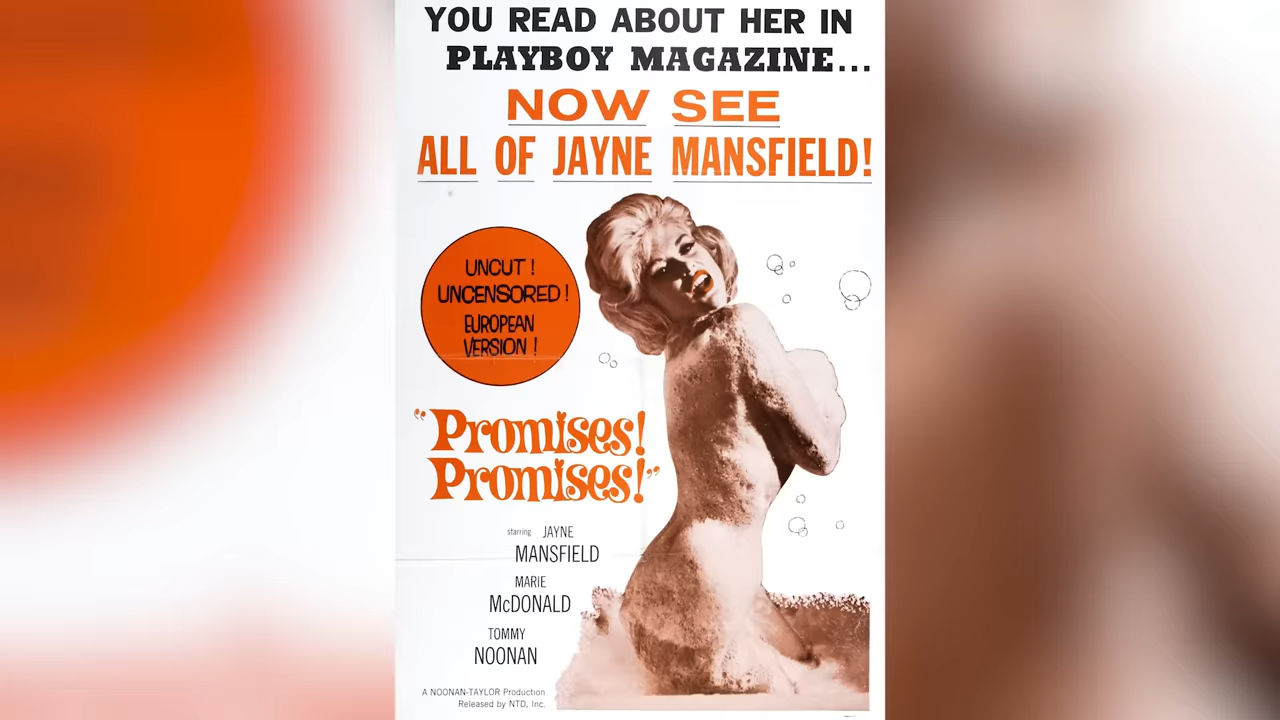 YOU READ ABOUT HER IN
PLAYBOY MAGAZINE...
NOW SEE
ALL OF JAYNE MANSFIELD!
UNCUT!
UNCENSORED!
EUROPEAN
VERSION!
"Promises!
Promises!"
starring JAYNE
MANSFIELD
MARIE
McDONALD
TOMMY
NOONAN
A NOONAN-TAYLOR Production
Released by NTD, Inc.